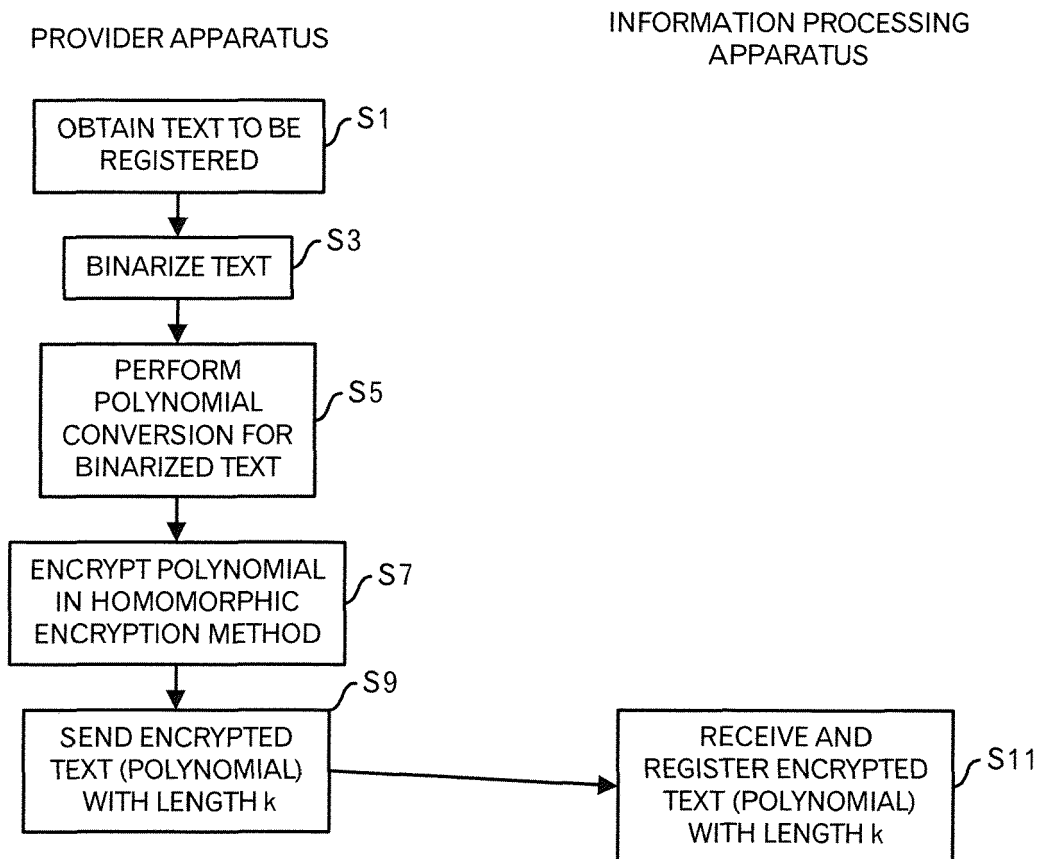 PROVIDER APPARATUS
INFORMATION PROCESSING
APPARATUS
OBTAIN TEXT TO BE
REGISTERED
S1
BINARIZE TEXT
S3
PERFORM
POLYNOMIAL
CONVERSION FOR
BINARIZED TEXT
S5
ENCRYPT POLYNOMIAL
IN HOMOMORPHIC
ENCRYPTION METHOD
S7
SEND ENCRYPTED
TEXT (POLYNOMIAL)
WITH LENGTH k
S9
RECEIVE AND
REGISTER ENCRYPTED
TEXT (POLYNOMIAL)
WITH LENGTH k
S11